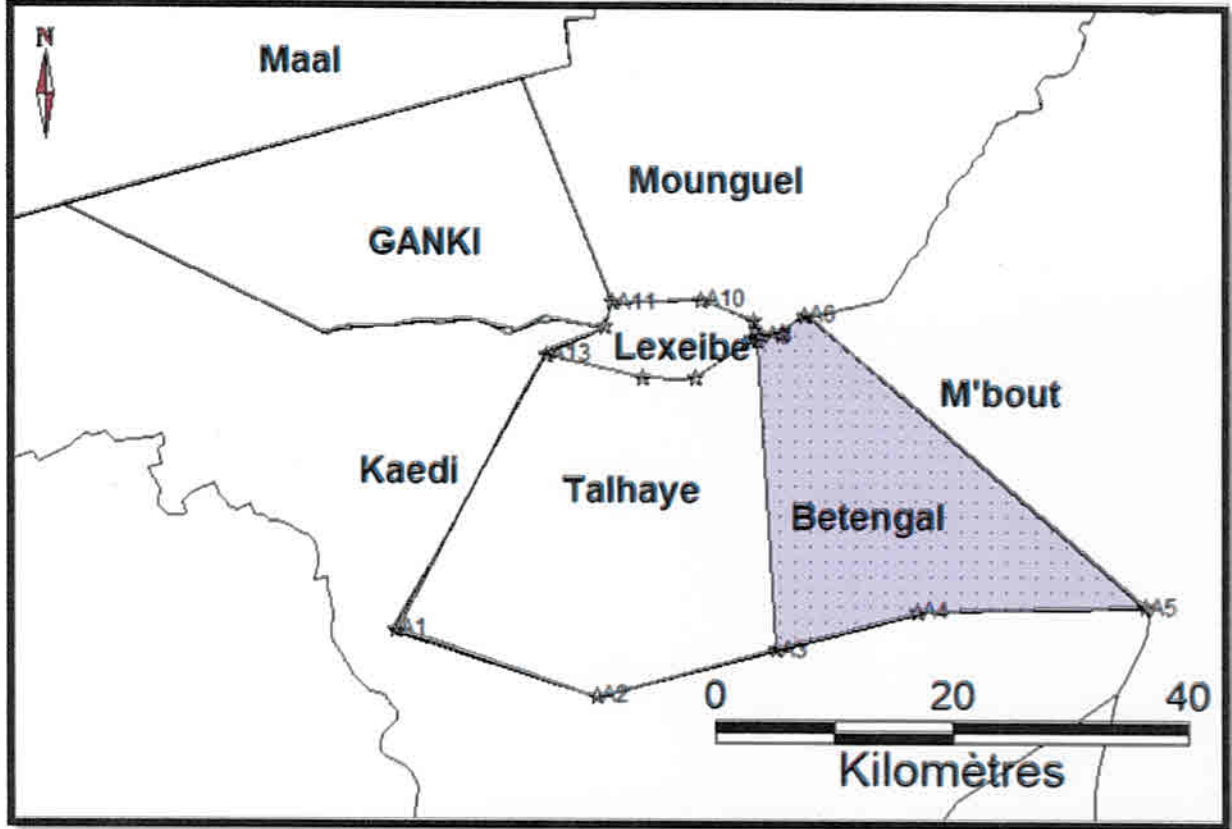 N
Maal
Mounguel
GANKI
A11
A10
A6
Lexeibe
A13
M'bout
Kaedi
Talhaye
Betengal
A1
A4
A5
A3
A2
0 20 40
Kilomètres